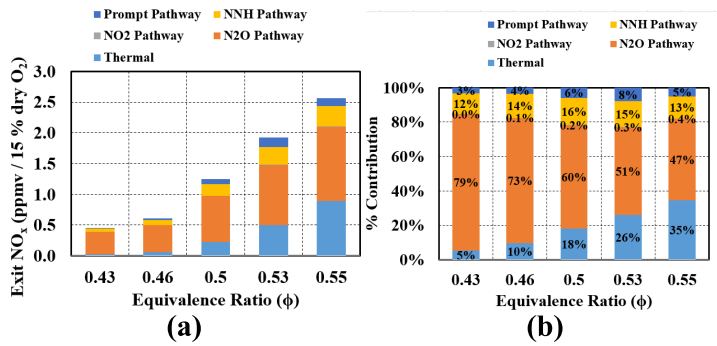 Prompt Pathway NNH Pathway
NO2 Pathway N2O Pathway
Thermal
3.0
2.5
2.0
1.5
1.0
0.5
0.0
0.43 0.46 0.5 0.53 0.55
Exit NOx (ppmv / 15 % dry O2)
Equivalence Ratio (ϕ)
(a)
Prompt Pathway NNH Pathway
NO2 Pathway N2O Pathway
Thermal
100%
80%
60%
40%
20%
0%
3% 4% 6% 8% 5%
12% 14% 16% 15% 13%
0.0% 0.1% 0.2% 0.3% 0.4%
79% 73% 60% 51% 47%
5% 10% 18% 26% 35%
0.43 0.46 0.5 0.53 0.55
% Contribution
Equivalence Ratio (ϕ)
(b)